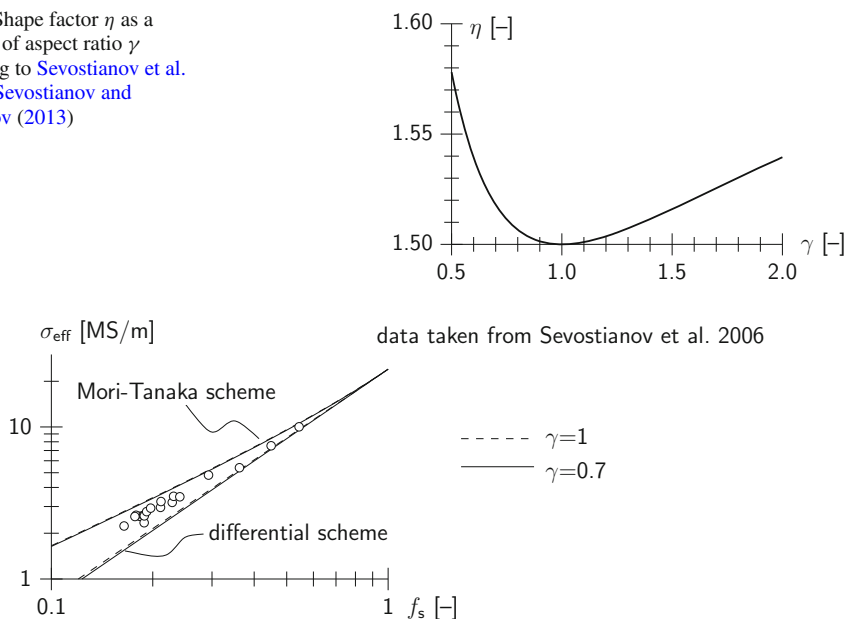 Shape factor η as a
of aspect ratio γ
g to Sevostianov et al.
Sevostianov and
ov (2013)
1.60
η [–]
1.55
1.50
γ [–]
0.5 1.0 1.5 2.0
σeff [MS/m]
data taken from Sevostianov et al. 2006
Mori-Tanaka scheme
10
γ=1
γ=0.7
differential scheme
1
0.1 1 fs [–]